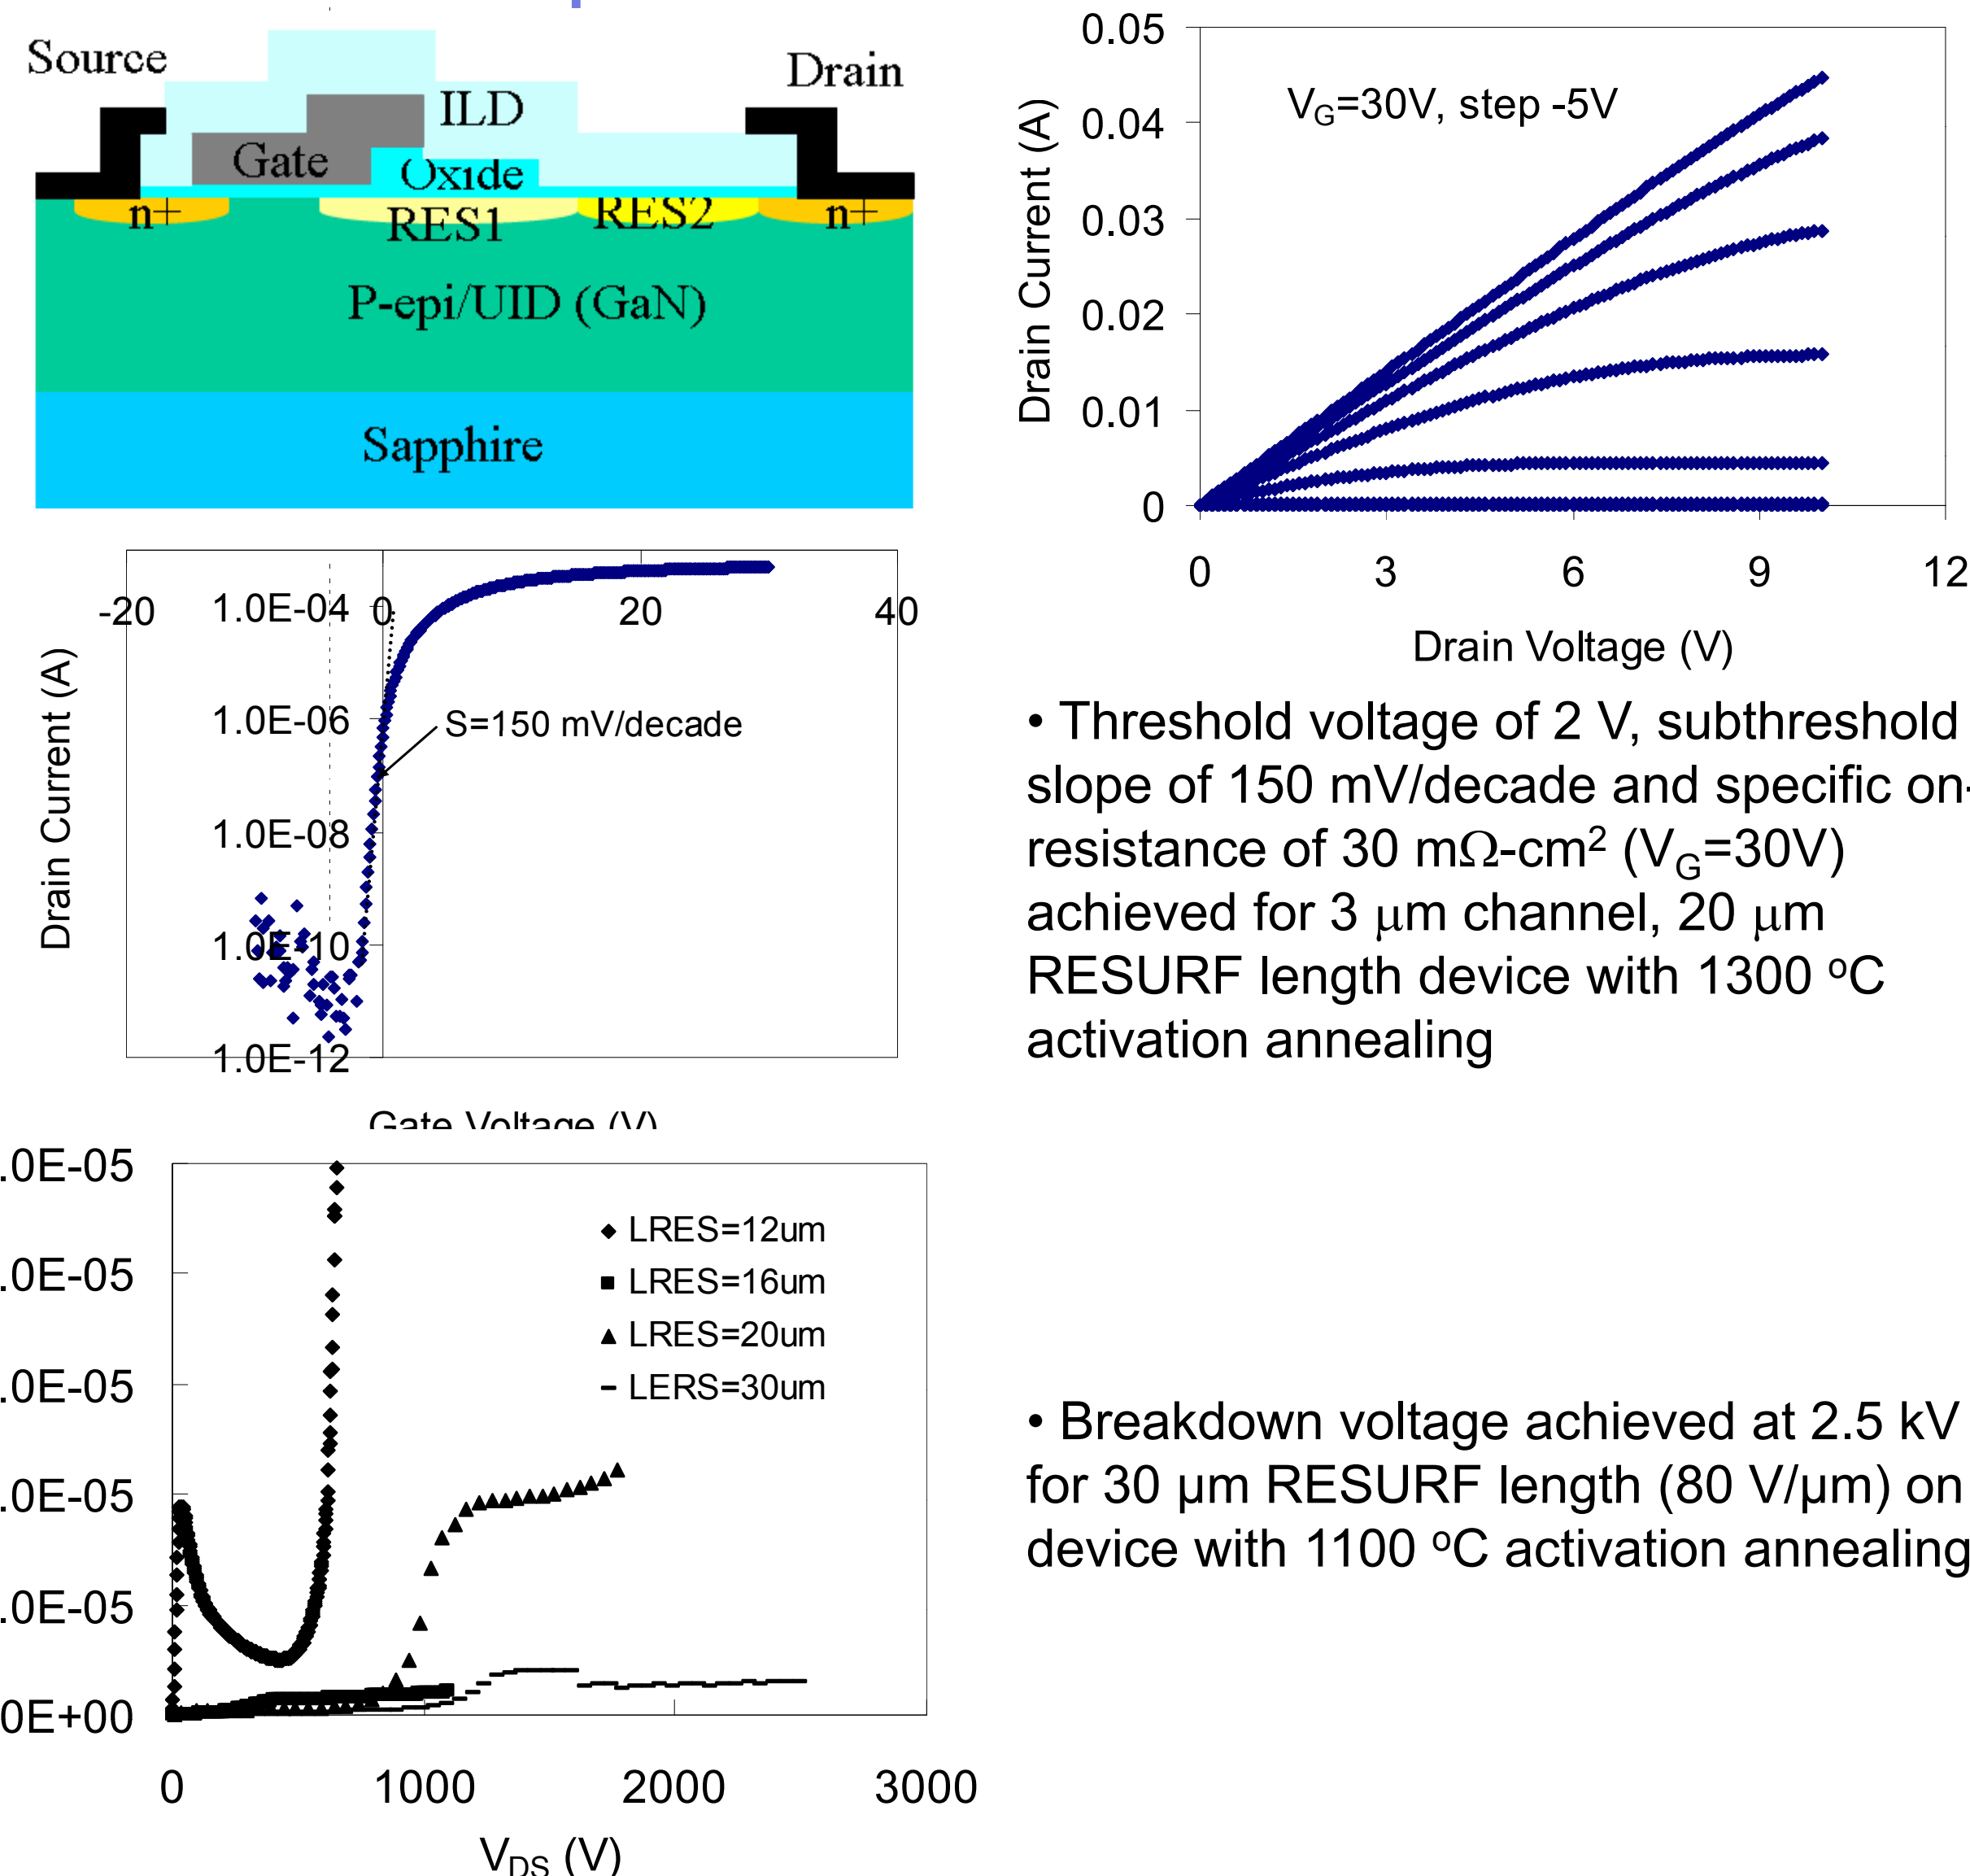 Source
Drain
ILD
Gate
Oxide
n+
RES1
RES2
n+
P-epi/UID (GaN)
Sapphire
0.05
0.04
0.03
0.02
0.01
0
Drain Current (A)
V_G=30V, step -5V
0 3 6 9 12
Drain Voltage (V)
-20 0 20 40
1.0E-04
1.0E-06
1.0E-08
1.0E-10
1.0E-12
Drain Current (A)
S=150 mV/decade
Gate Voltage (V)
• Threshold voltage of 2 V, subthreshold
slope of 150 mV/decade and specific on-
resistance of 30 mΩ-cm² (V_G=30V)
achieved for 3 μm channel, 20 μm
RESURF length device with 1300 ºC
activation annealing
.0E-05
.0E-05
.0E-05
.0E-05
.0E-05
0E+00
LRES=12um
LRES=16um
LRES=20um
LERS=30um
0 1000 2000 3000
V_DS (V)
• Breakdown voltage achieved at 2.5 kV
for 30 µm RESURF length (80 V/µm) on
device with 1100 ºC activation annealing